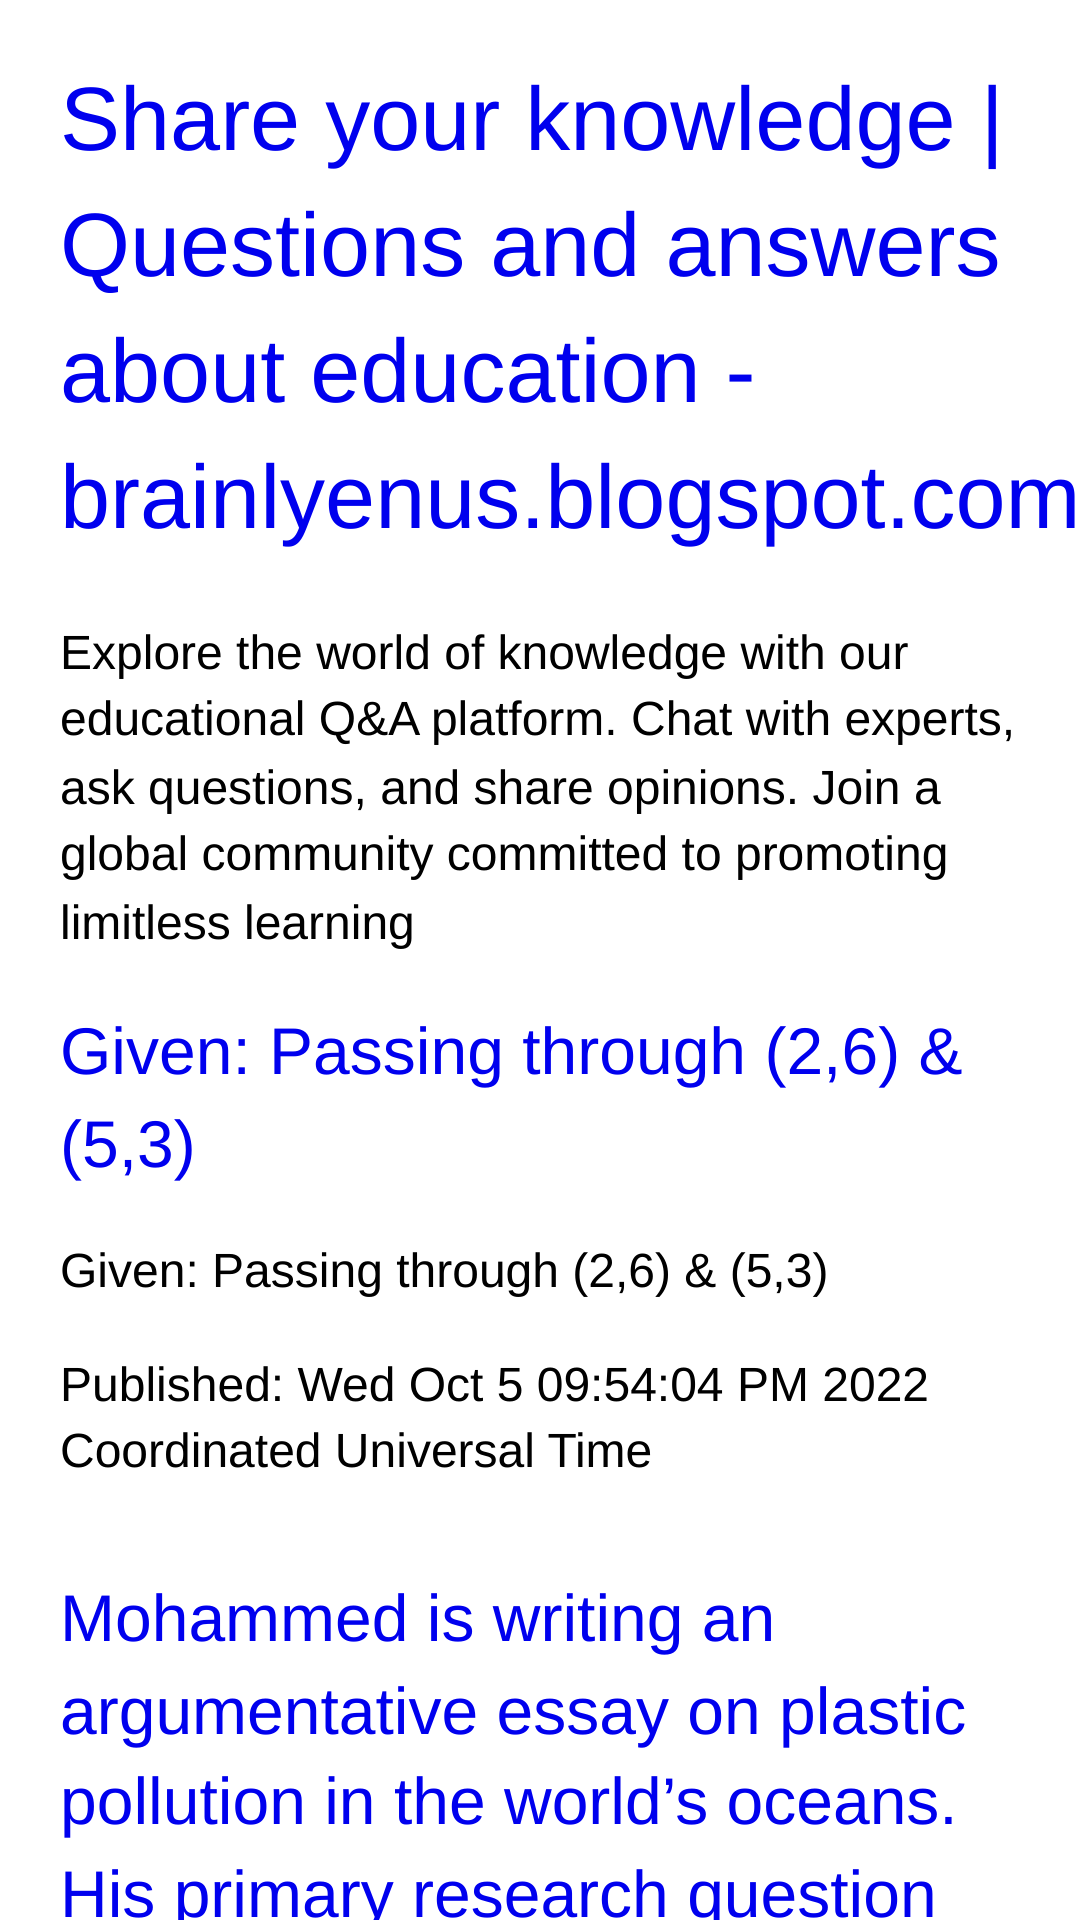 Share your knowledge |
Questions and answers
about education -
brainlyenus.blogspot.com
Explore the world of knowledge with our
educational Q&A platform. Chat with experts,
ask questions, and share opinions. Join a
global community committed to promoting
limitless learning
Given: Passing through (2,6) &
(5,3)
Given: Passing through (2,6) & (5,3)
Published: Wed Oct 5 09:54:04 PM 2022
Coordinated Universal Time
Mohammed is writing an
argumentative essay on plastic
pollution in the world’s oceans.
His primary research question